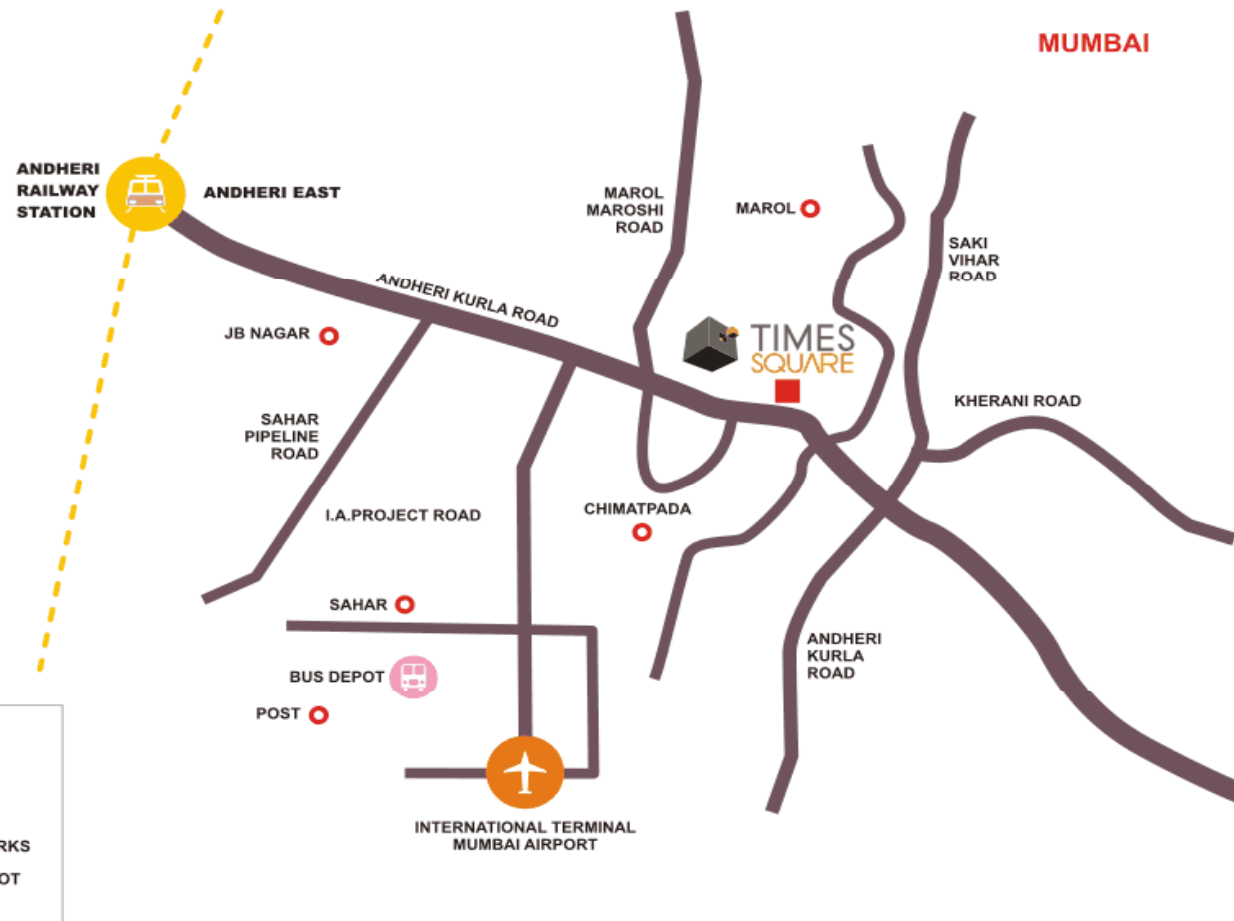 MUMBAI
ANDHERI
RAILWAY
STATION
ANDHERI EAST
MAROL
MAROSHI
ROAD
MAROL
SAKI
VIHAR
ROAD
ANDHERI KURLA ROAD
JB NAGAR
TIMES
SQUARE
KHERANI ROAD
SAHAR
PIPELINE
ROAD
I.A.PROJECT ROAD
CHIMATPADA
SAHAR
ANDHERI
KURLA
ROAD
BUS DEPOT
POST
INTERNATIONAL TERMINAL
MUMBAI AIRPORT
RKS
OT